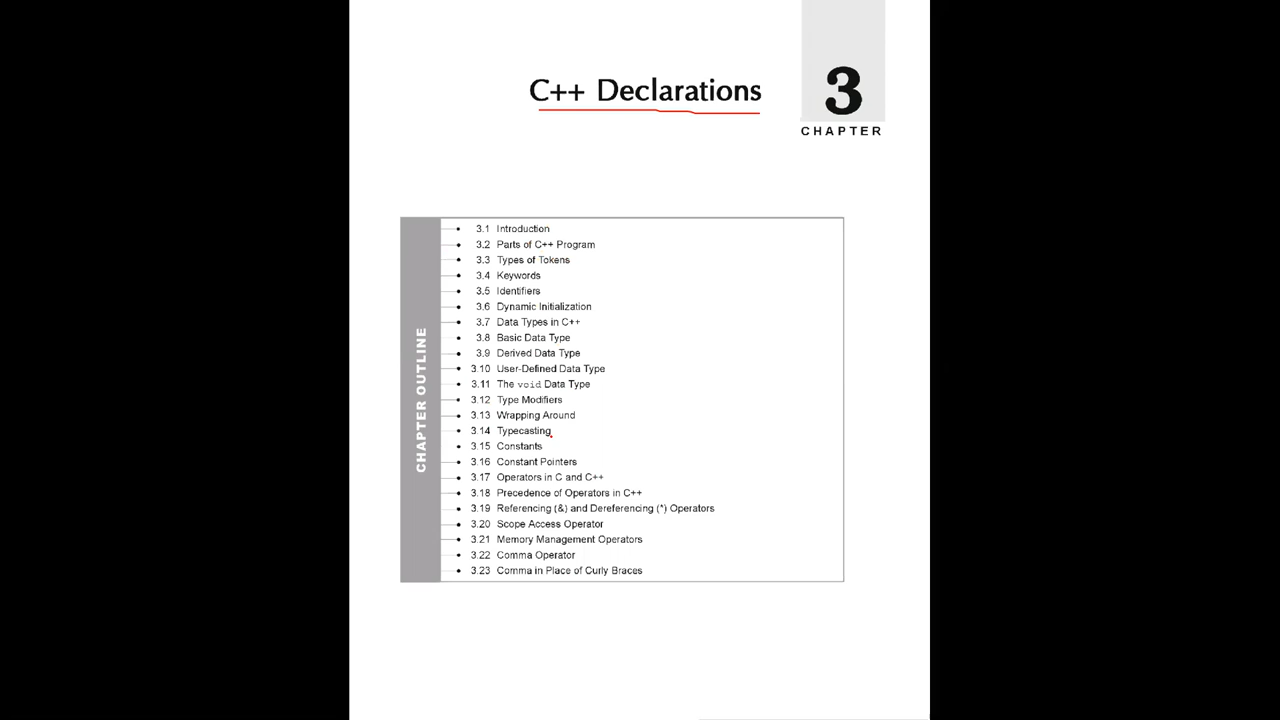 C++ Declarations
3
CHAPTER
CHAPTER OUTLINE
3.1 Introduction
3.2 Parts of C++ Program
3.3 Types of Tokens
3.4 Keywords
3.5 Identifiers
3.6 Dynamic Initialization
3.7 Data Types in C++
3.8 Basic Data Type
3.9 Derived Data Type
3.10 User-Defined Data Type
3.11 The void Data Type
3.12 Type Modifiers
3.13 Wrapping Around
3.14 Typecasting
3.15 Constants
3.16 Constant Pointers
3.17 Operators in C and C++
3.18 Precedence of Operators in C++
3.19 Referencing (&) and Dereferencing (*) Operators
3.20 Scope Access Operator
3.21 Memory Management Operators
3.22 Comma Operator
3.23 Comma in Place of Curly Braces